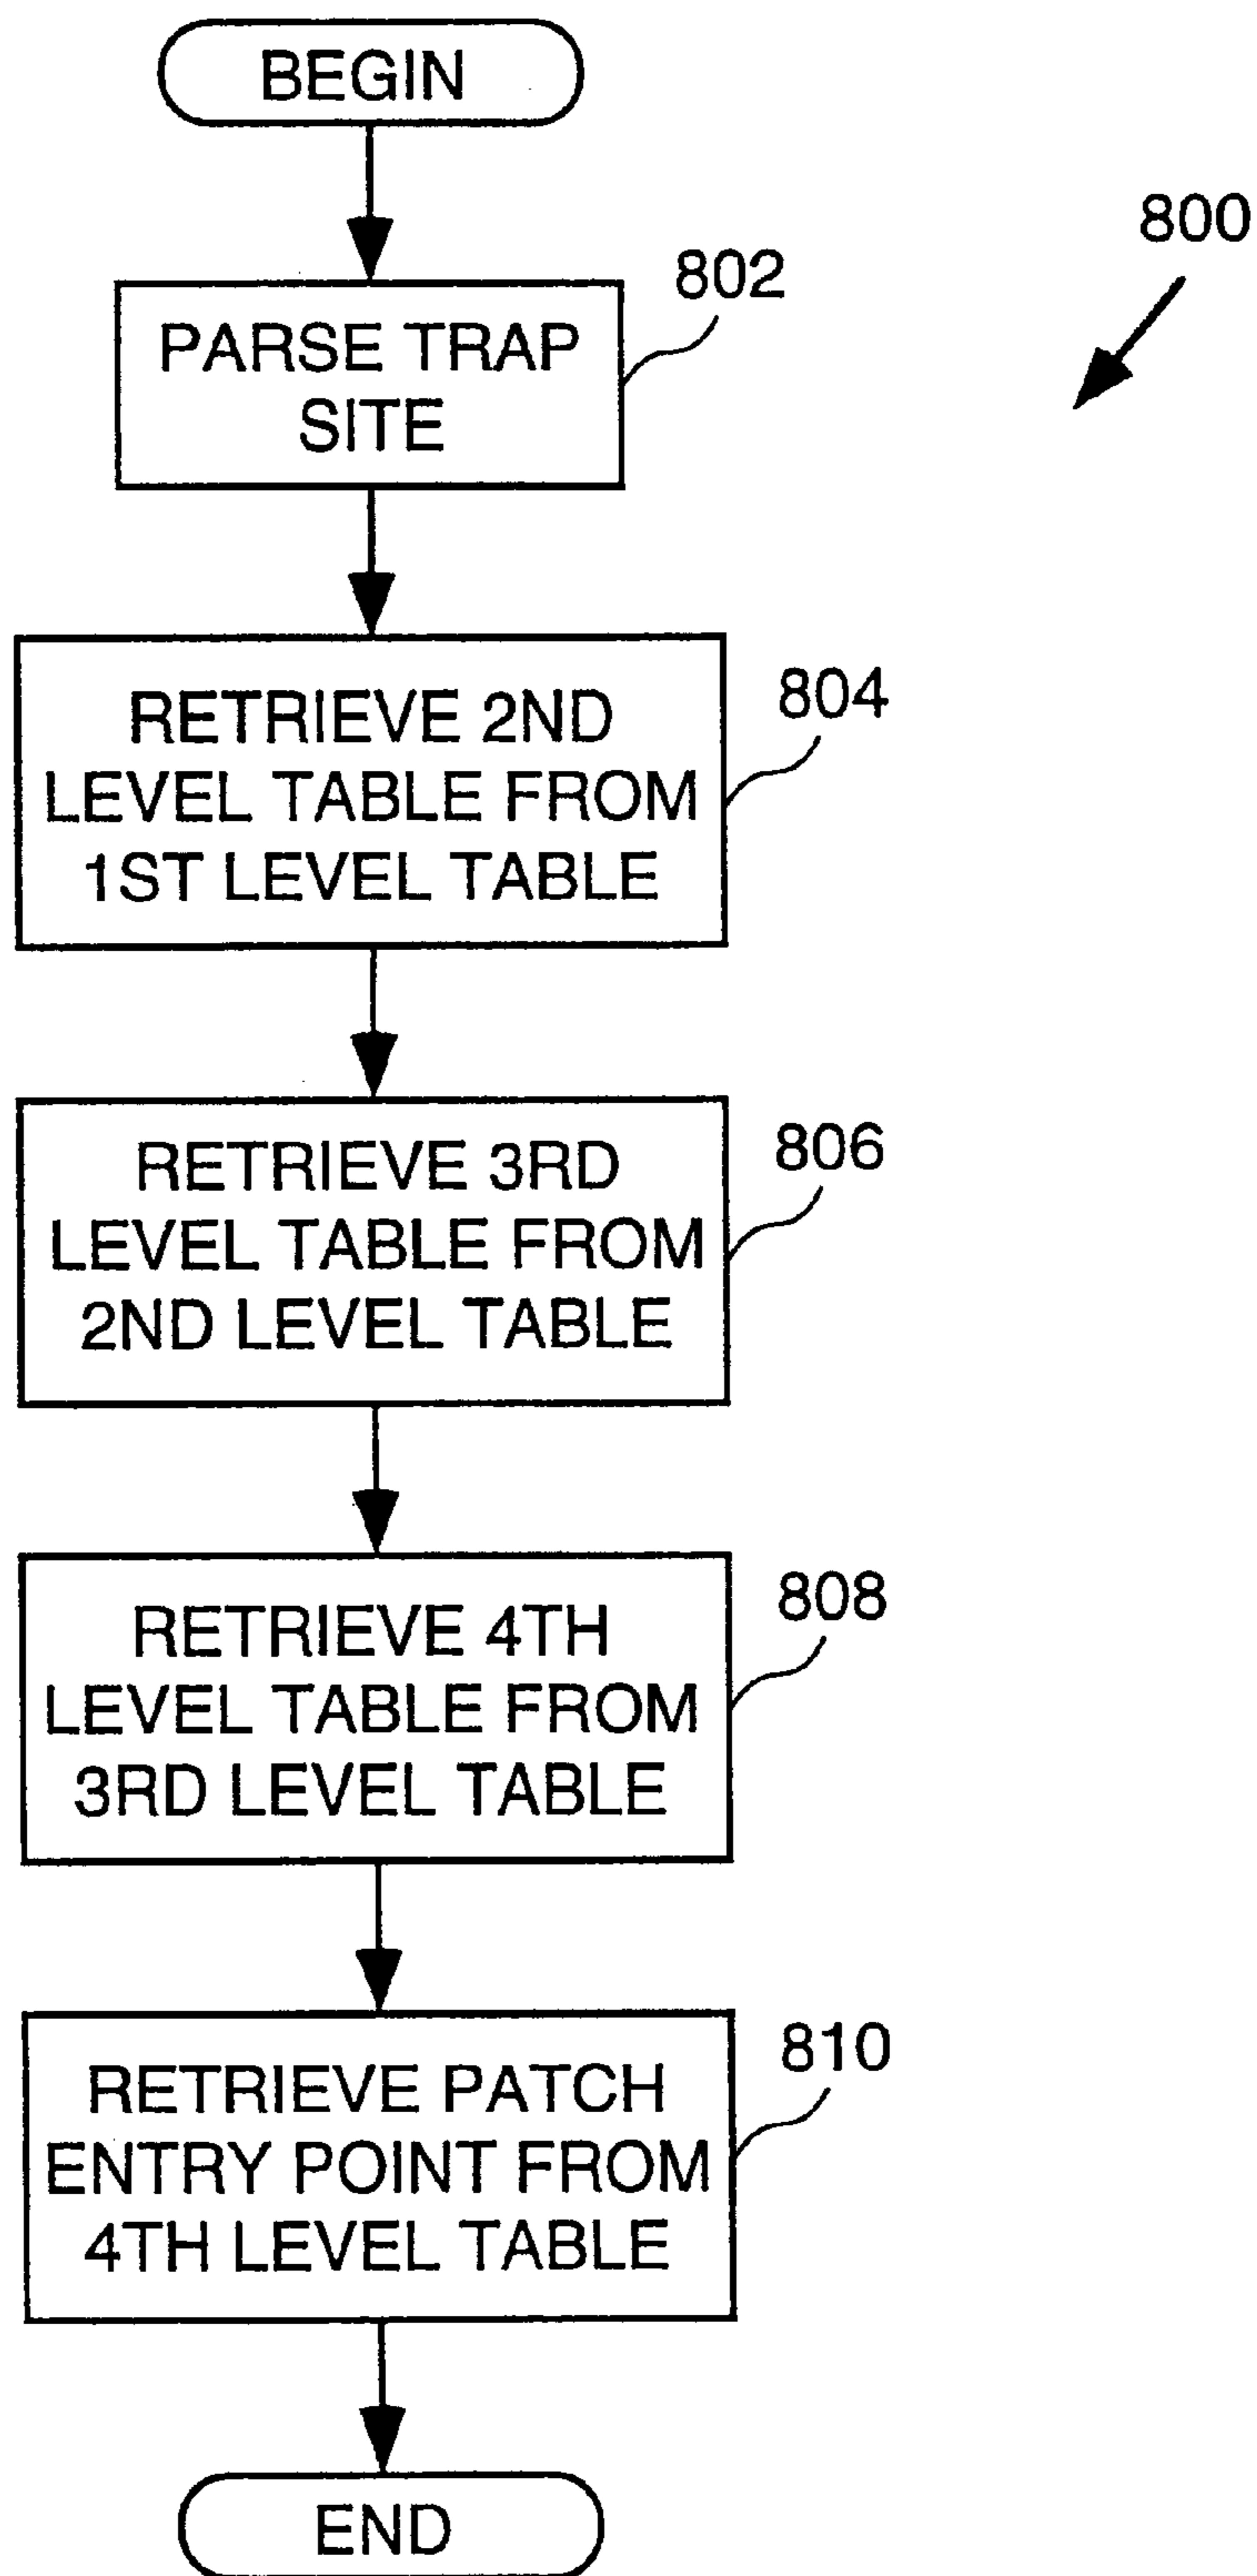 BEGIN
800
802
PARSE TRAP
SITE
804
RETRIEVE 2ND
LEVEL TABLE FROM
1ST LEVEL TABLE
806
RETRIEVE 3RD
LEVEL TABLE FROM
2ND LEVEL TABLE
808
RETRIEVE 4TH
LEVEL TABLE FROM
3RD LEVEL TABLE
810
RETRIEVE PATCH
ENTRY POINT FROM
4TH LEVEL TABLE
END